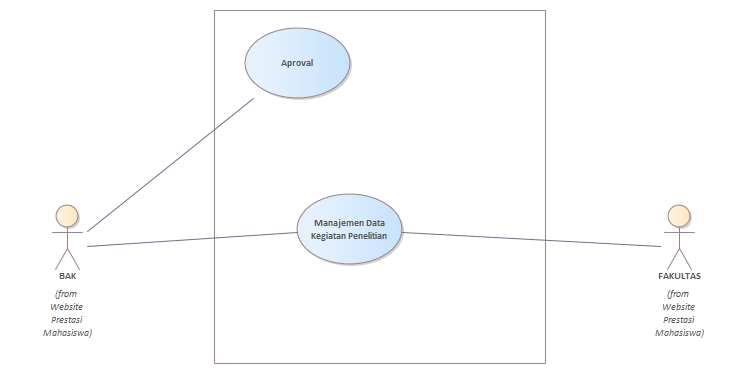 Aproval
Manajemen Data
Kegiatan Penelitian
BAK
(from
Website
Prestasi
Mahasiswa)
FAKULTAS
(from
Website
Prestasi
Mahasiswa)